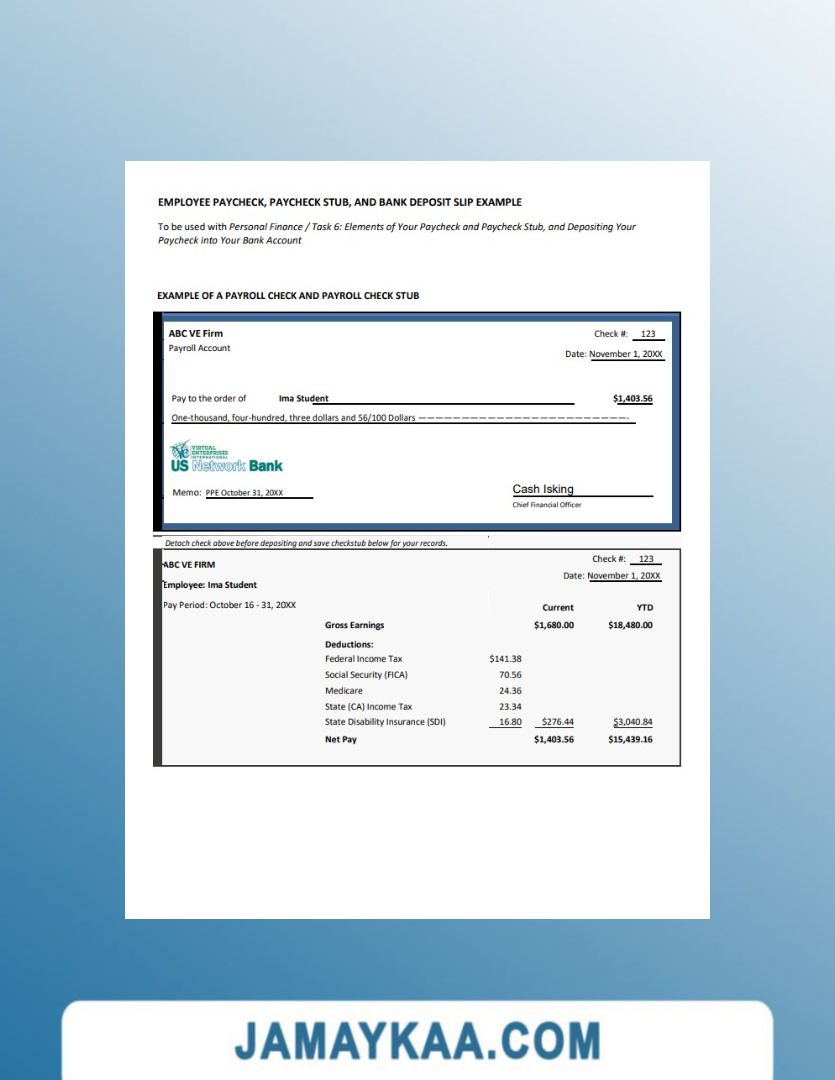 EMPLOYEE PAYCHECK, PAYCHECK STUB, AND BANK DEPOSIT SLIP EXAMPLE
To be used with Personal Finance / Task 6: Elements of Your Paycheck and Paycheck Stub, and Depositing Your
Paycheck into Your Bank Account
EXAMPLE OF A PAYROLL CHECK AND PAYROLL CHECK STUB
ABC VE Firm Check #: 123
Payroll Account Date: November 1, 20XX
Pay to the order of Ima Student $1,403.56
One-thousand, four-hundred, three dollars and 56/100 Dollars
VIRTUAL
ENTERPRISES
INTERNATIONAL
US Network Bank
Memo: PPE October 31, 20XX Cash Isking
Chief Financial Officer
Detach check above before depositing and save checkstub below for your records.
ABC VE FIRM Check #: 123
Employee: Ima Student Date: November 1, 20XX
Pay Period: October 16 - 31, 20XX Current YTD
Gross Earnings $1,680.00 $18,480.00
Deductions:
Federal Income Tax $141.38
Social Security (FICA) 70.56
Medicare 24.36
State (CA) Income Tax 23.34
State Disability Insurance (SDI) 16.80 $276.44 $3,040.84
Net Pay $1,403.56 $15,439.16
JAMAYKAA.COM